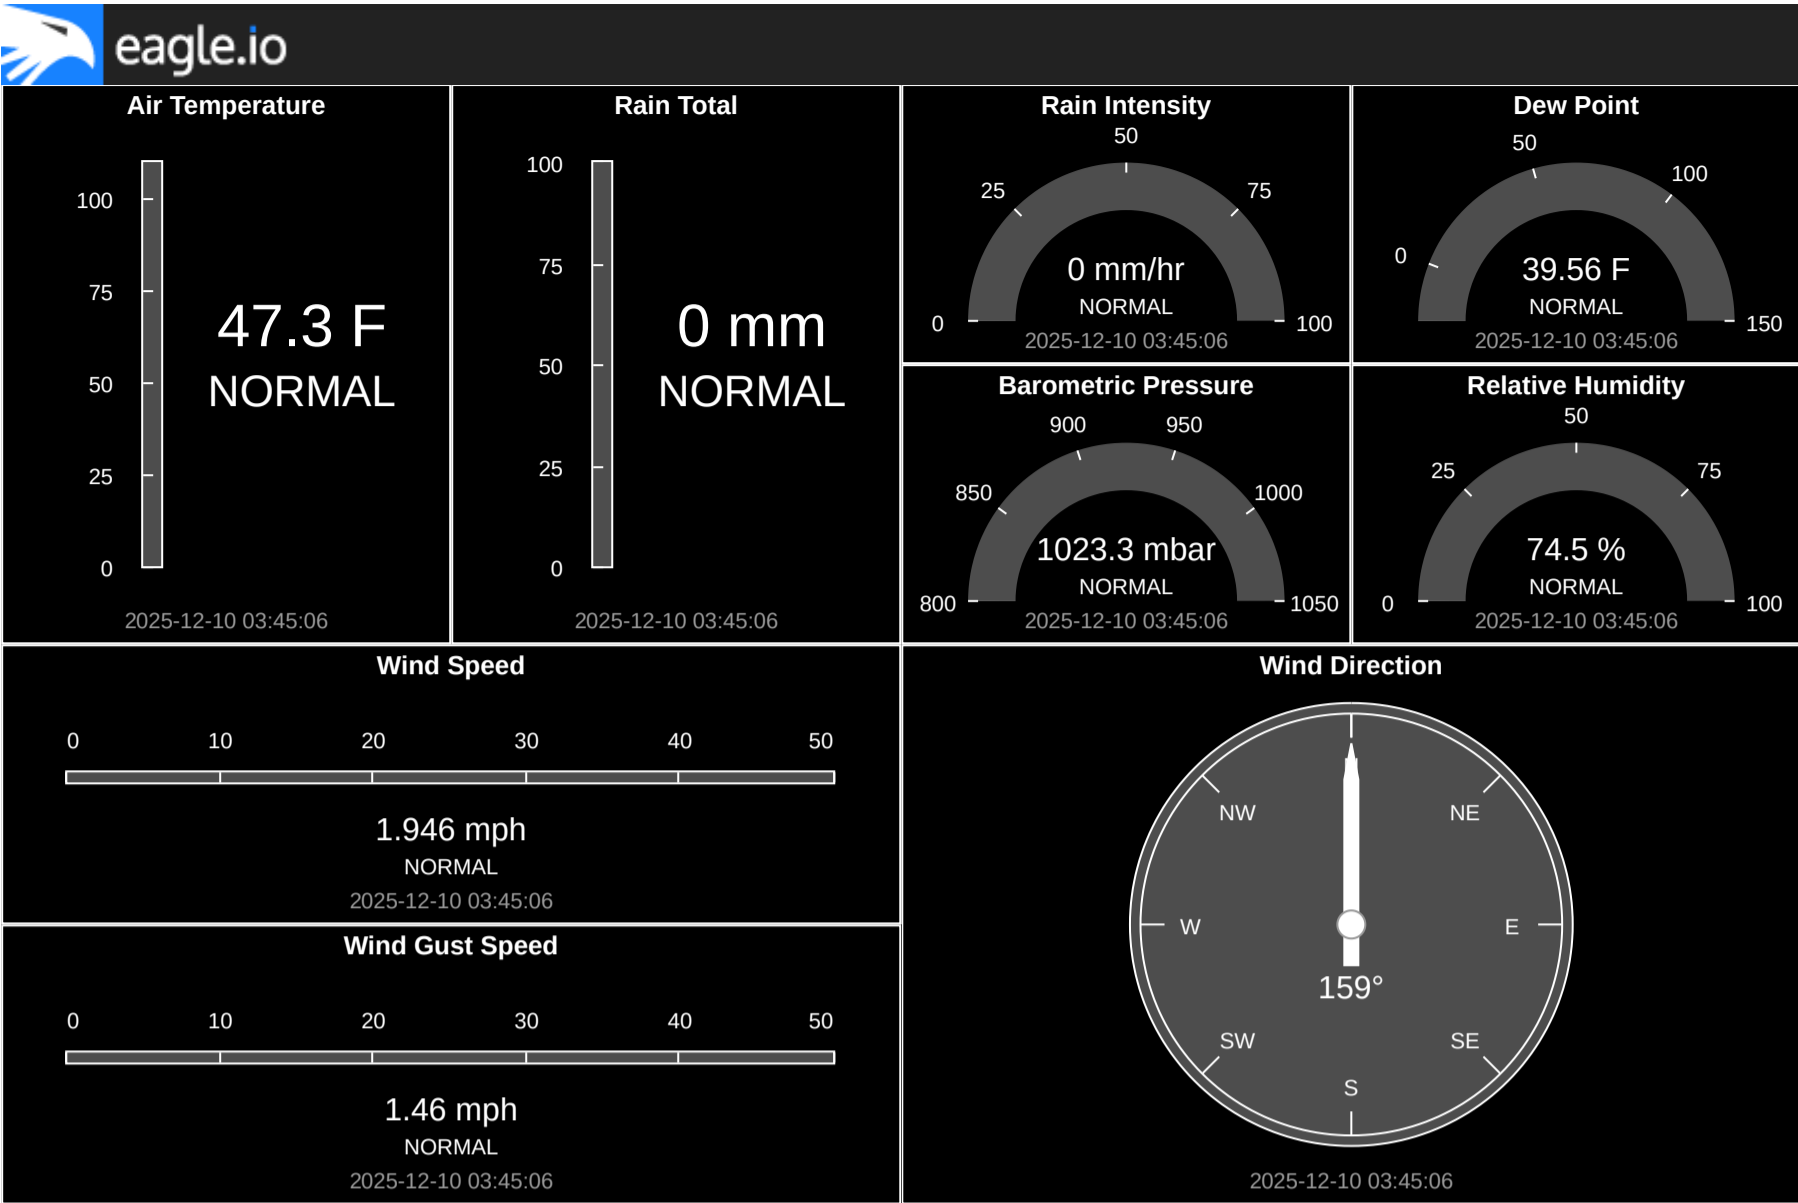 eagle.io
Air Temperature
100
75
50
25
0
47.3 F
NORMAL
2025-12-10 03:45:06
Rain Total
100
75
50
25
0
0 mm
NORMAL
2025-12-10 03:45:06
Rain Intensity
0
25
50
75
100
0 mm/hr
NORMAL
2025-12-10 03:45:06
Dew Point
0
50
100
150
39.56 F
NORMAL
2025-12-10 03:45:06
Barometric Pressure
800
850
900
950
1000
1050
1023.3 mbar
NORMAL
2025-12-10 03:45:06
Relative Humidity
0
25
50
75
100
74.5 %
NORMAL
2025-12-10 03:45:06
Wind Speed
0 10 20 30 40 50
1.946 mph
NORMAL
2025-12-10 03:45:06
Wind Gust Speed
0 10 20 30 40 50
1.46 mph
NORMAL
2025-12-10 03:45:06
Wind Direction
NW NE
W E
159°
SW SE
S
2025-12-10 03:45:06